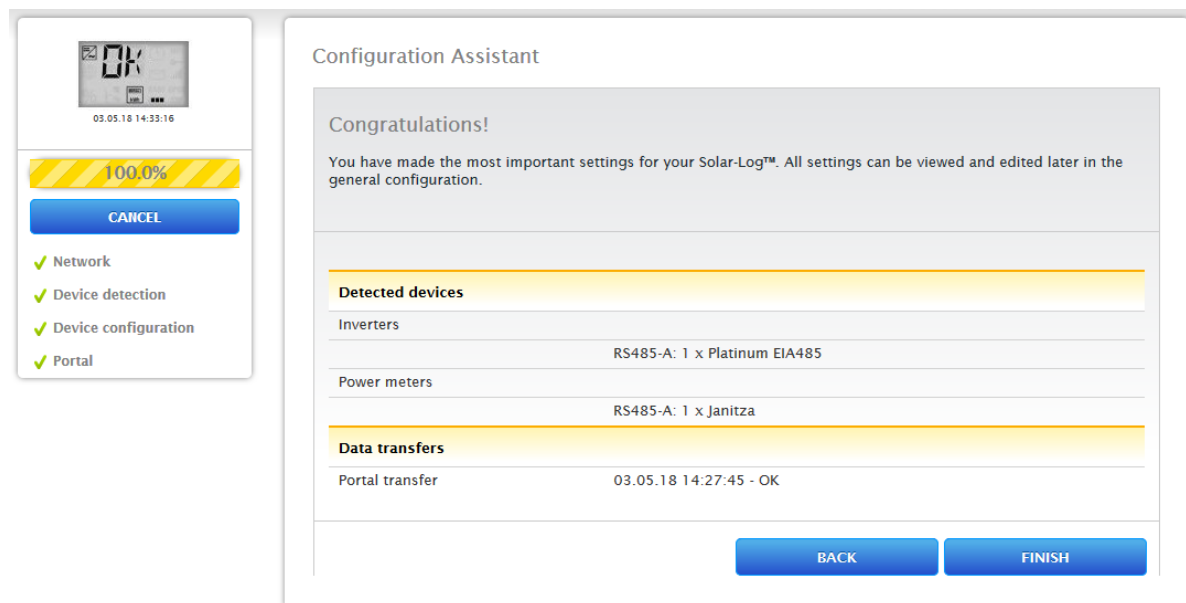 OK
03.05.18 14:33:16
100.0%
CANCEL
Network
Device detection
Device configuration
Portal
Configuration Assistant
Congratulations!
You have made the most important settings for your Solar-Log™. All settings can be viewed and edited later in the
general configuration.
Detected devices
Inverters
RS485-A: 1 x Platinum EIA485
Power meters
RS485-A: 1 x Janitza
Data transfers
Portal transfer 03.05.18 14:27:45 - OK
BACK FINISH